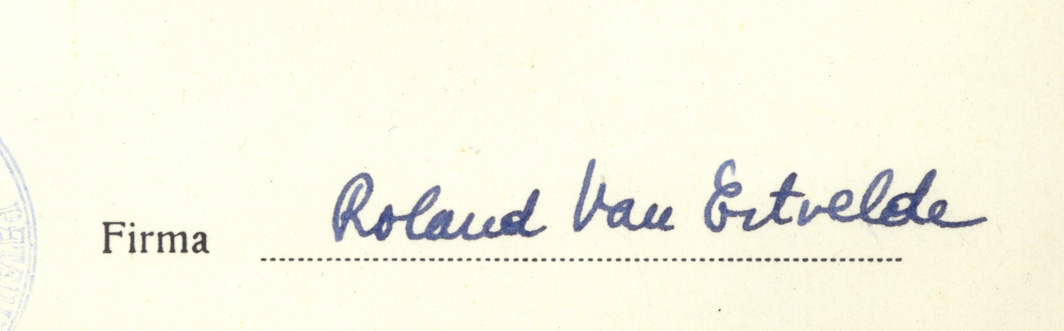 Firma Roland Van Ertvelde